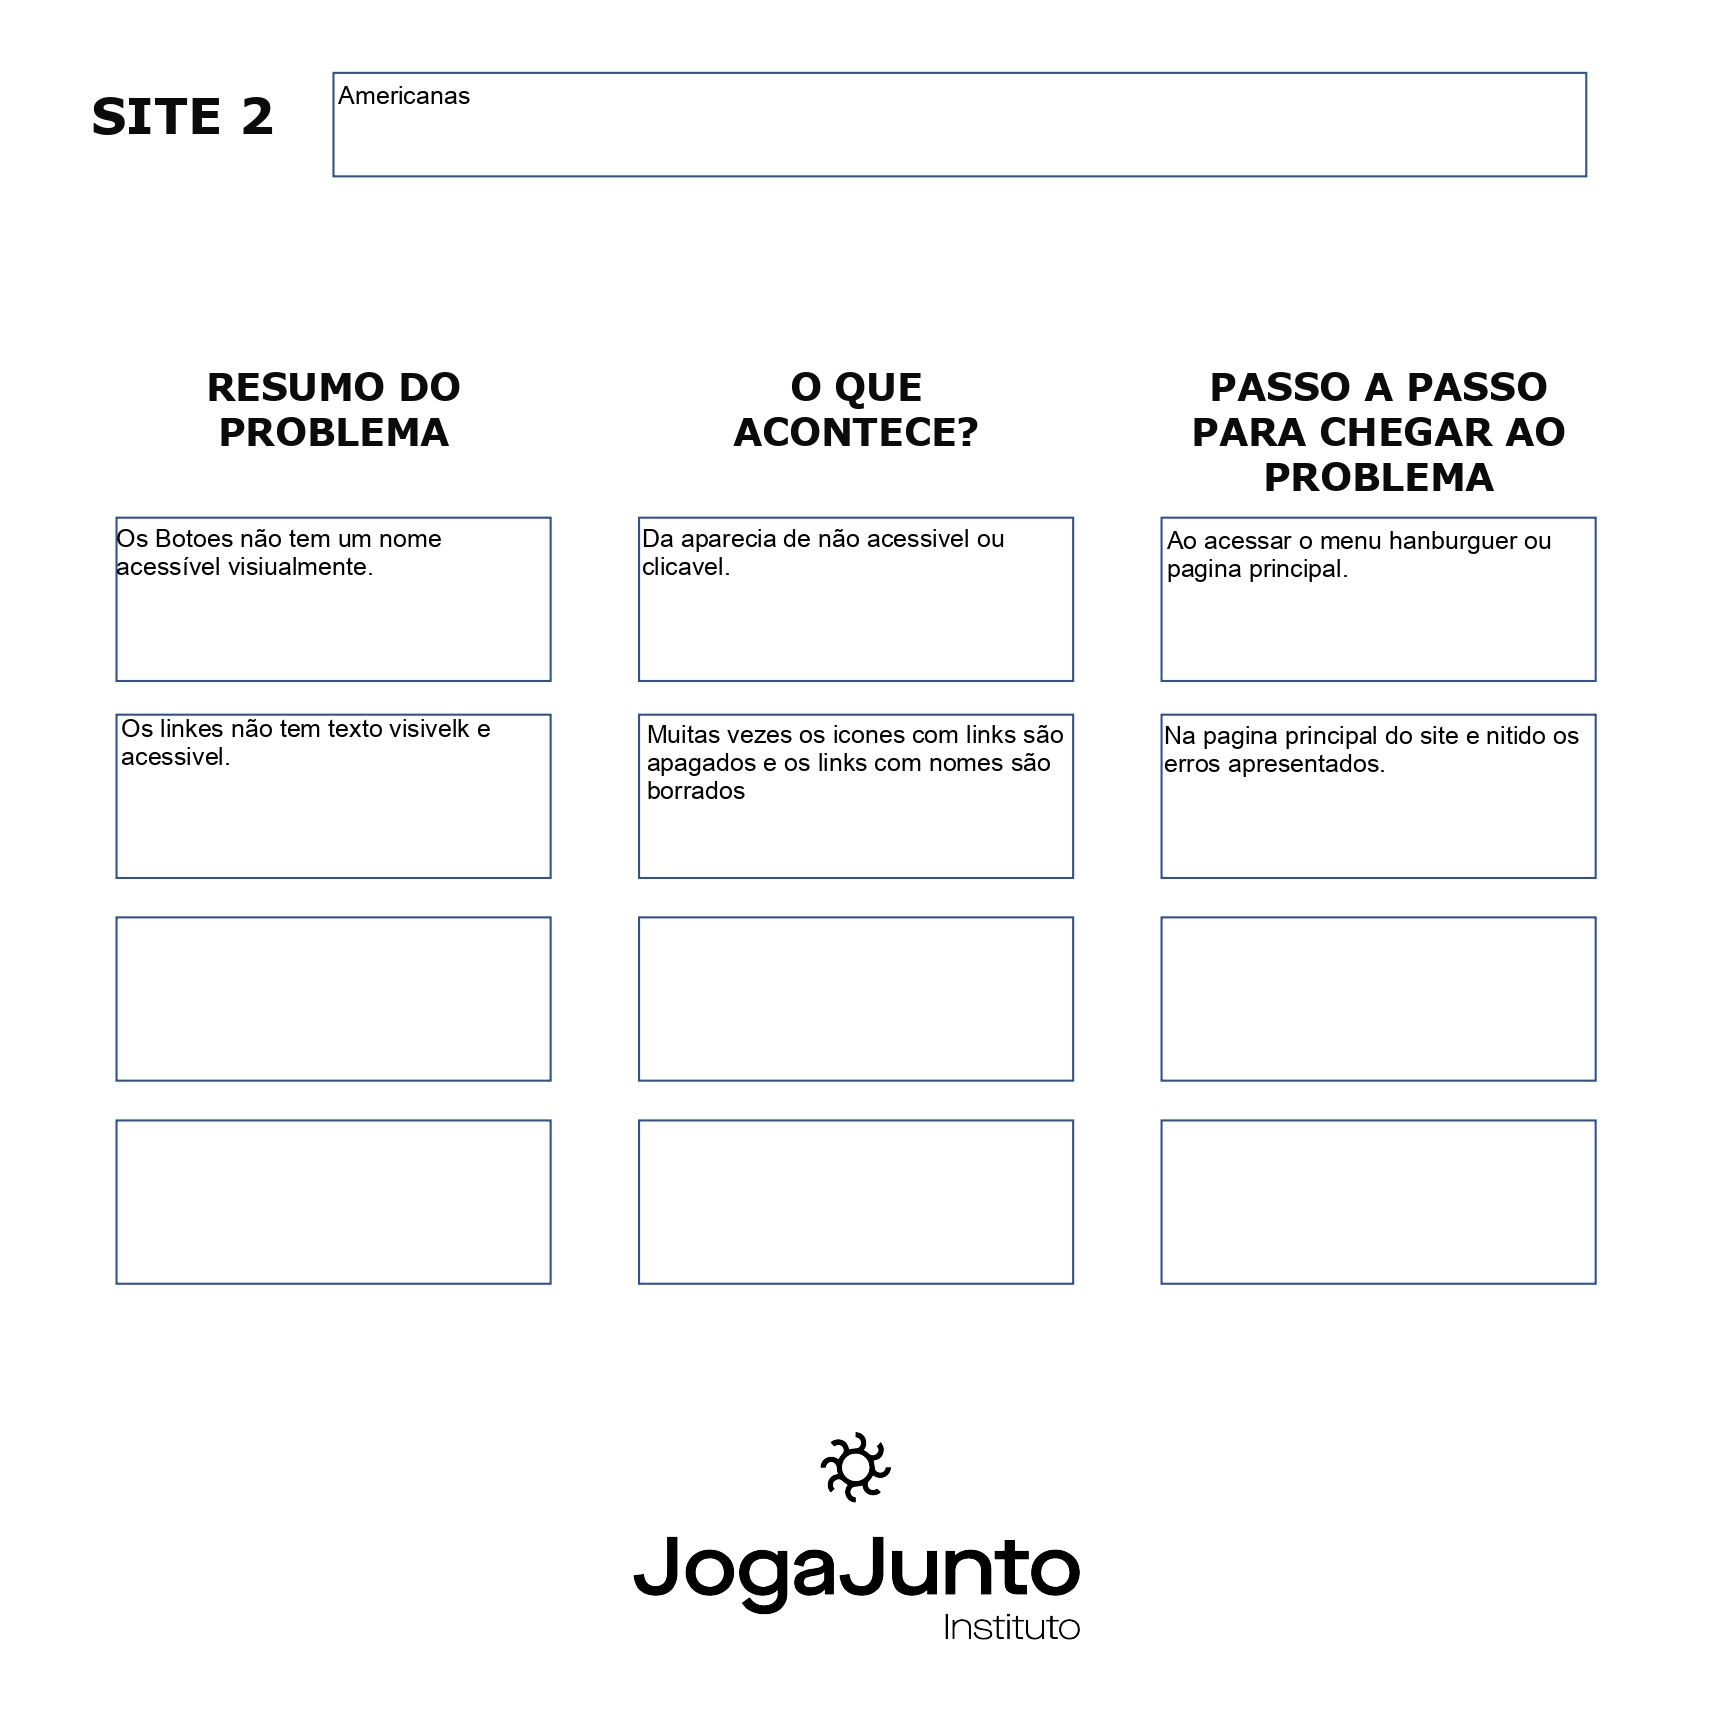 SITE 2
Americanas
RESUMO DO
PROBLEMA
O QUE
ACONTECE?
PASSO A PASSO
PARA CHEGAR AO
PROBLEMA
Os Botoes não tem um nome
acessível visiualmente.
Da aparecia de não acessivel ou
clicavel.
Ao acessar o menu hanburguer ou
pagina principal.
Os linkes não tem texto visivelk e
acessivel.
Muitas vezes os icones com links são
apagados e os links com nomes são
borrados
Na pagina principal do site e nitido os
erros apresentados.
JogaJunto
Instituto